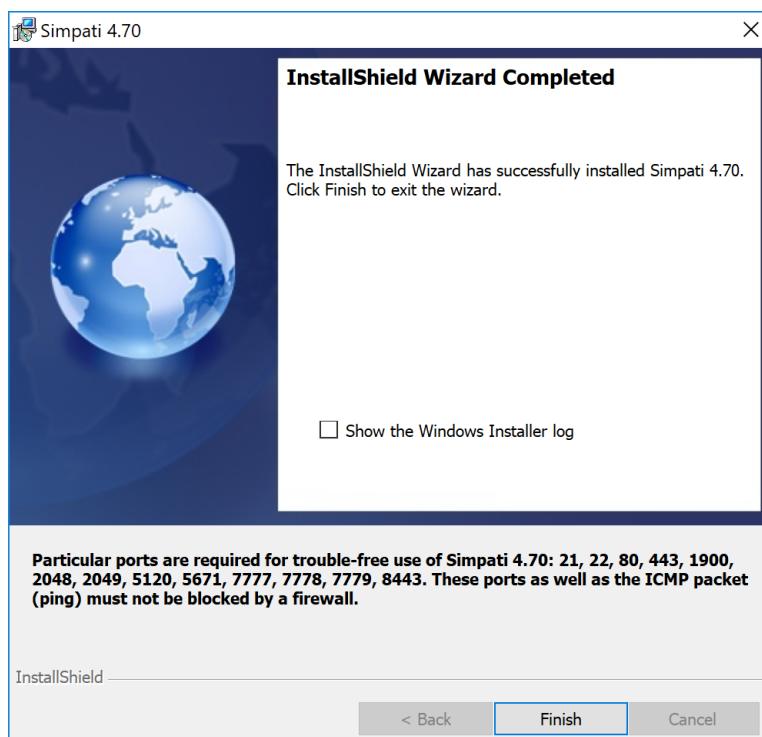 Simpati 4.70
InstallShield Wizard Completed
The InstallShield Wizard has successfully installed Simpati 4.70.
Click Finish to exit the wizard.
Show the Windows Installer log
Particular ports are required for trouble-free use of Simpati 4.70: 21, 22, 80, 443, 1900,
2048, 2049, 5120, 5671, 7777, 7778, 7779, 8443. These ports as well as the ICMP packet
(ping) must not be blocked by a firewall.
InstallShield
< Back
Finish
Cancel